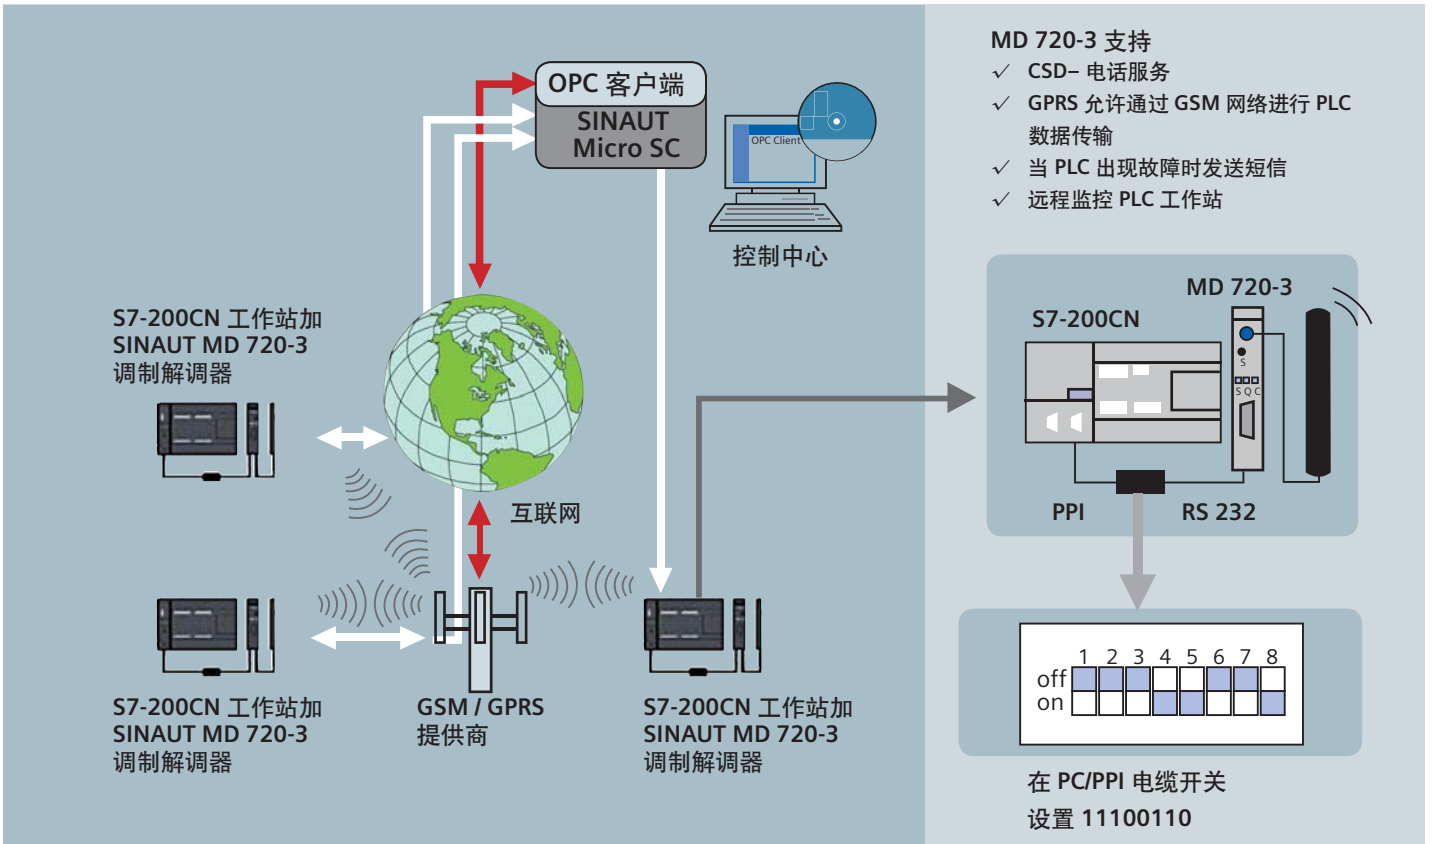 OPC 客户端
SINAUT
Micro SC
OPC Client
控制中心
S7-200CN 工作站加
SINAUT MD 720-3
调制解调器
互联网
S7-200CN 工作站加
SINAUT MD 720-3
调制解调器
GSM / GPRS
提供商
S7-200CN 工作站加
SINAUT MD 720-3
调制解调器
MD 720-3 支持
✓ CSD– 电话服务
✓ GPRS 允许通过 GSM 网络进行 PLC
数据传输
✓ 当 PLC 出现故障时发送短信
✓ 远程监控 PLC 工作站
MD 720-3
S7-200CN
S
S Q C
PPI
RS 232
1 2 3 4 5 6 7 8
off
on
在 PC/PPI 电缆开关
设置 11100110